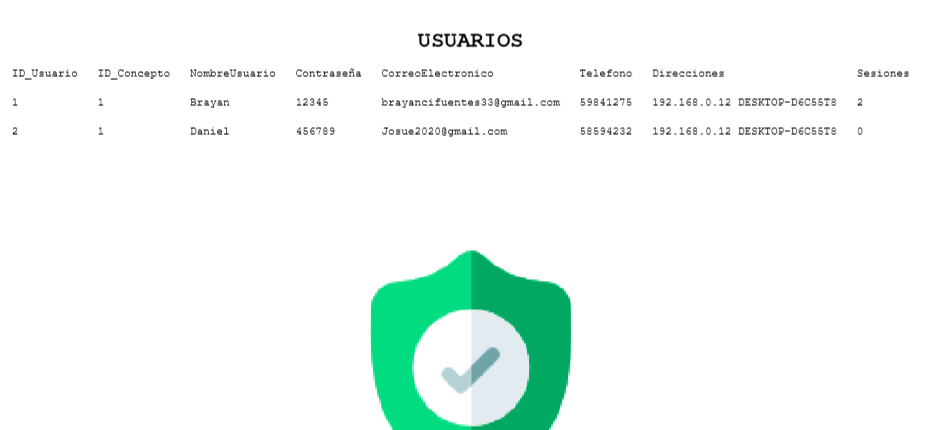 USUARIOS
ID_Usuario ID_Concepto NombreUsuario Contraseña CorreoElectronico Telefono Direcciones Sesiones
1 1 Brayan 12345 brayancifuentes33@gmail.com 59841275 192.168.0.12 DESKTOP-D6C55T8 2
2 1 Daniel 456789 Josue2020@gmail.com 58594232 192.168.0.12 DESKTOP-D6C55T8 0